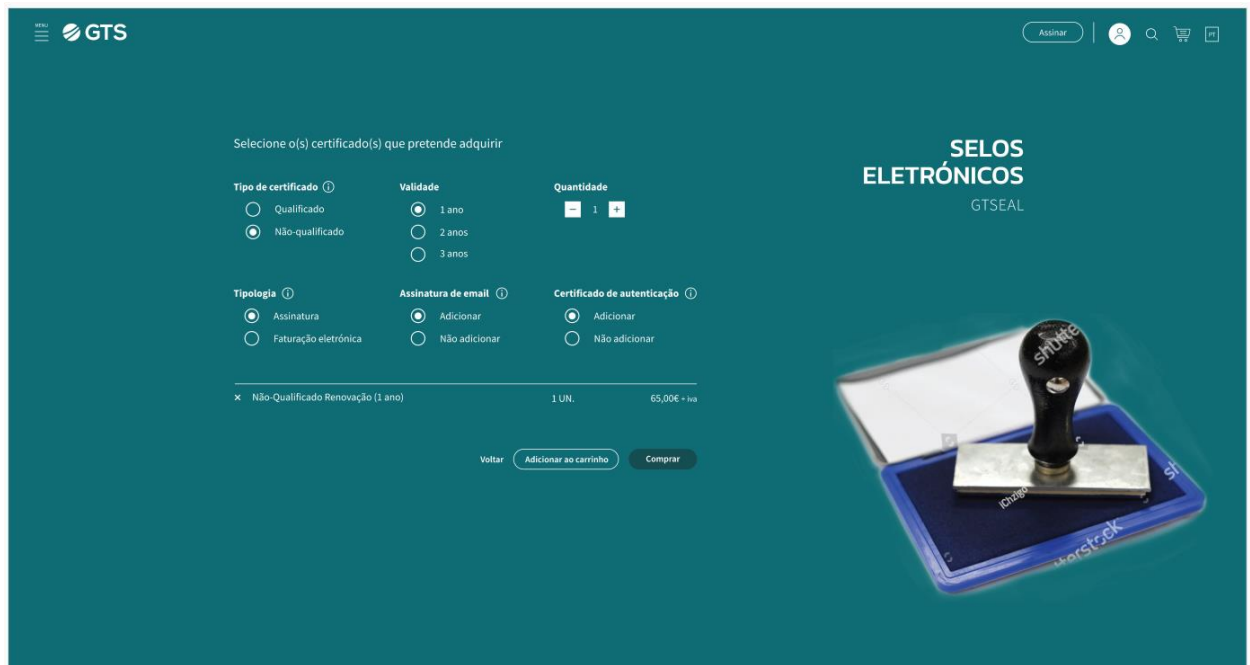 MENU
GTS
Assinar
PT
Selecione o(s) certificado(s) que pretende adquirir
SELOS
ELETRÓNICOS
GTSEAL
Tipo de certificado
Qualificado
Não-qualificado
Validade
1 ano
2 anos
3 anos
Quantidade
− 1 +
Tipologia
Assinatura
Faturação eletrónica
Assinatura de email
Adicionar
Não adicionar
Certificado de autenticação
Adicionar
Não adicionar
× Não-Qualificado Renovação (1 ano) 1 UN. 65,00€ + iva
Voltar Adicionar ao carrinho Comprar
shutte
iChzigo
sh